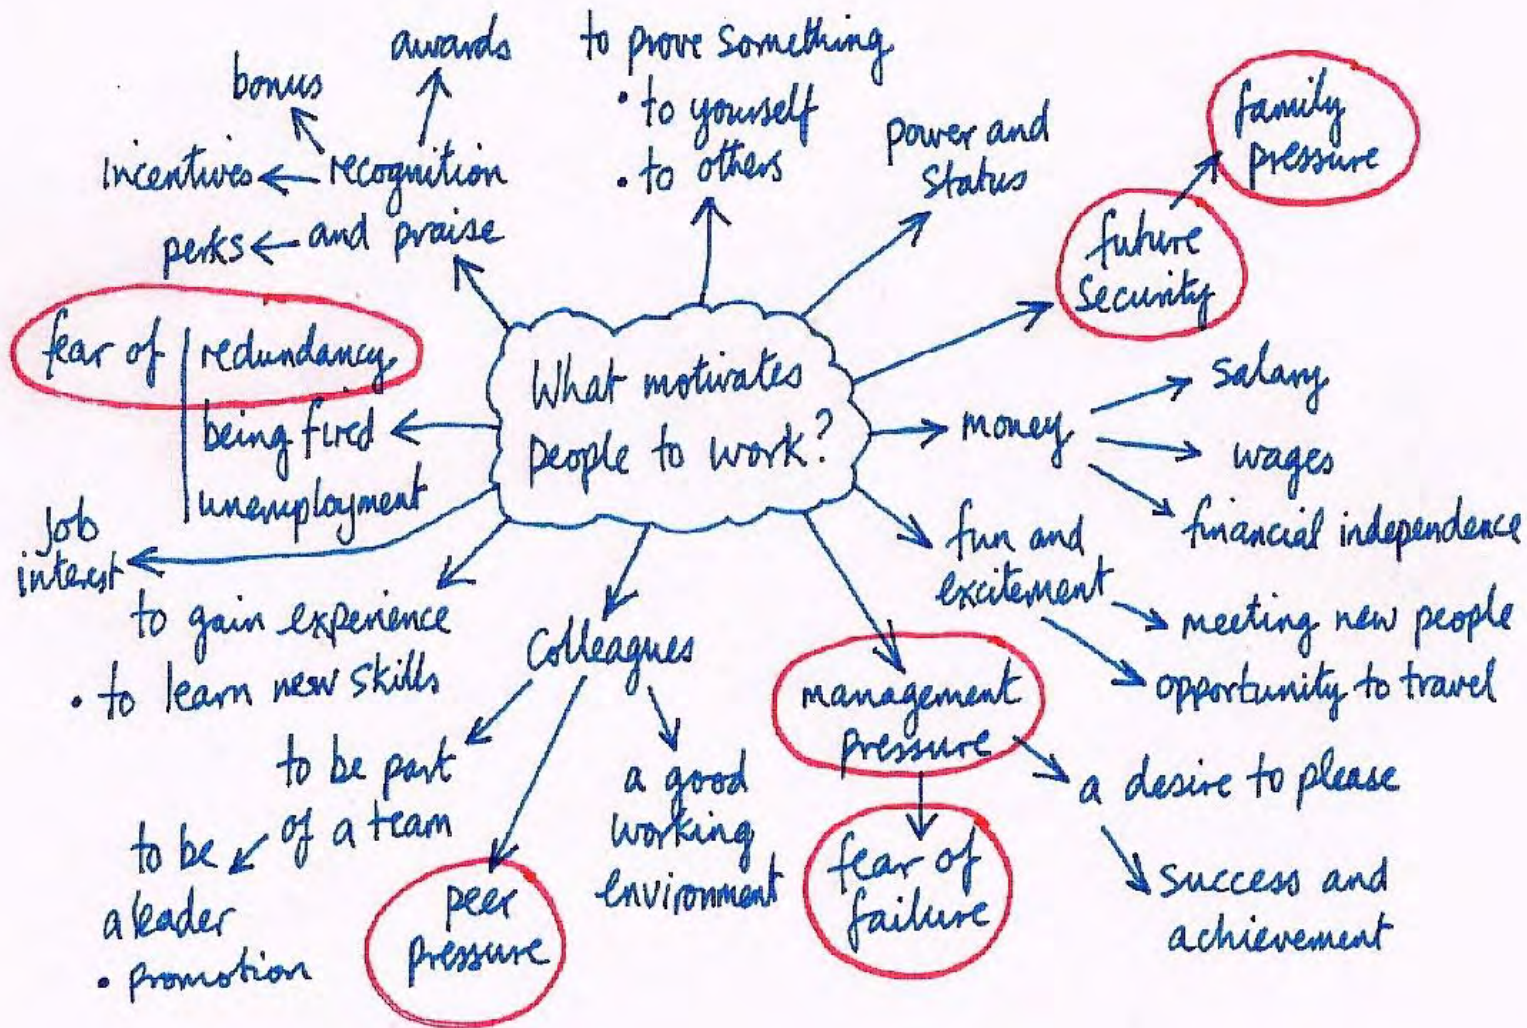 awards
bonus
incentives
recognition
and praise
perks
to prove something
• to yourself
• to others
power and
status
family
pressure
future
security
fear of
redundancy
being fired
unemployment
What motivates
people to work?
money
salary
wages
financial independence
job
interest
to gain experience
• to learn new skills
colleagues
fun and
excitement
meeting new people
opportunity to travel
to be part
of a team
to be
a leader
• promotion
peer
pressure
a good
working
environment
management
pressure
fear of
failure
a desire to please
success and
achievement